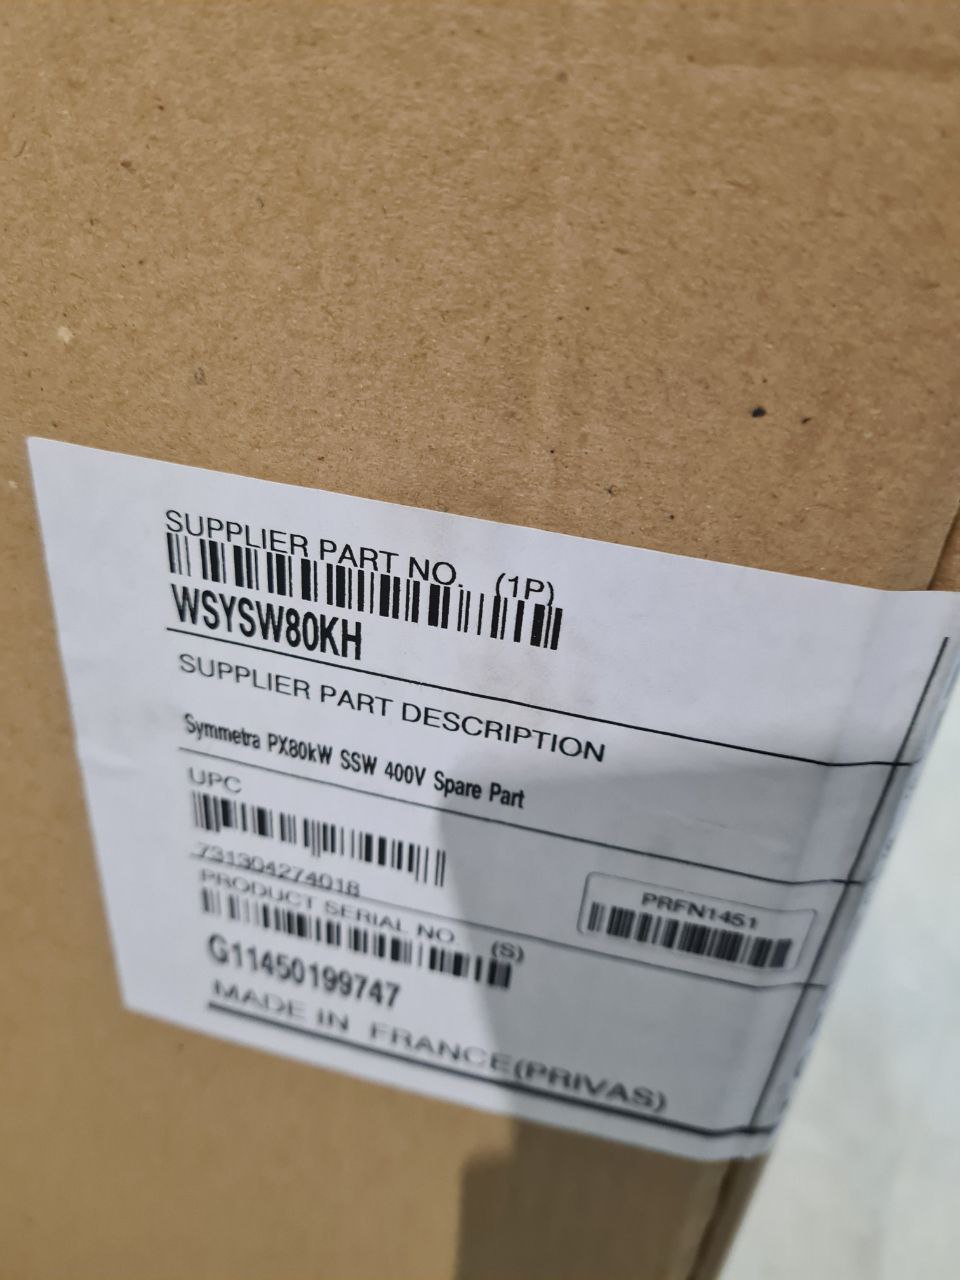 SUPPLIER PART NO. (1P)
WSYSW80KH
SUPPLIER PART DESCRIPTION
Symmetra PX80kW SSW 400V Spare Part
UPC
731304274018
PRODUCT SERIAL NO. (S)
PRFN1451
G11450199747
MADE IN FRANCE(PRIVAS)